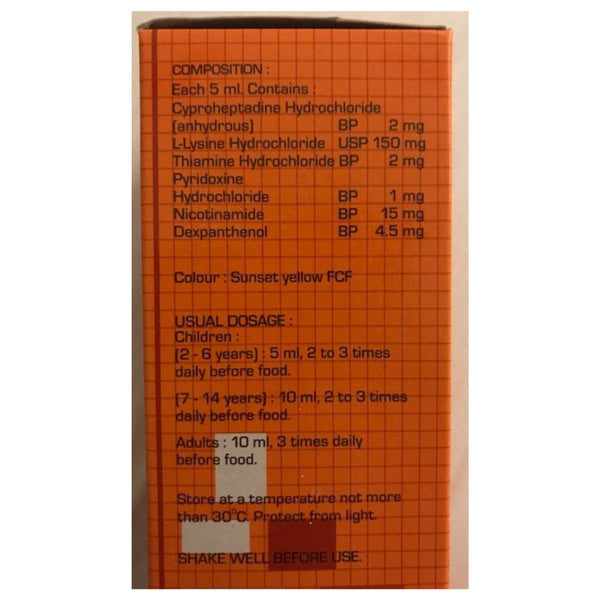 COMPOSITION :
Each 5 ml. Contains :
Cyproheptadine Hydrochloride
(anhydrous) BP 2 mg
L-Lysine Hydrochloride USP 150 mg
Thiamine Hydrochloride BP 2 mg
Pyridoxine
Hydrochloride BP 1 mg
Nicotinamide BP 15 mg
Dexpanthenol BP 4.5 mg
Colour : Sunset yellow FCF
USUAL DOSAGE :
Children :
(2 - 6 years) : 5 ml, 2 to 3 times
daily before food.
(7 - 14 years) : 10 ml, 2 to 3 times
daily before food.
Adults : 10 ml, 3 times daily
before food.
Store at a temperature not more
than 30°C. Protect from light.
SHAKE WELL BEFORE USE.